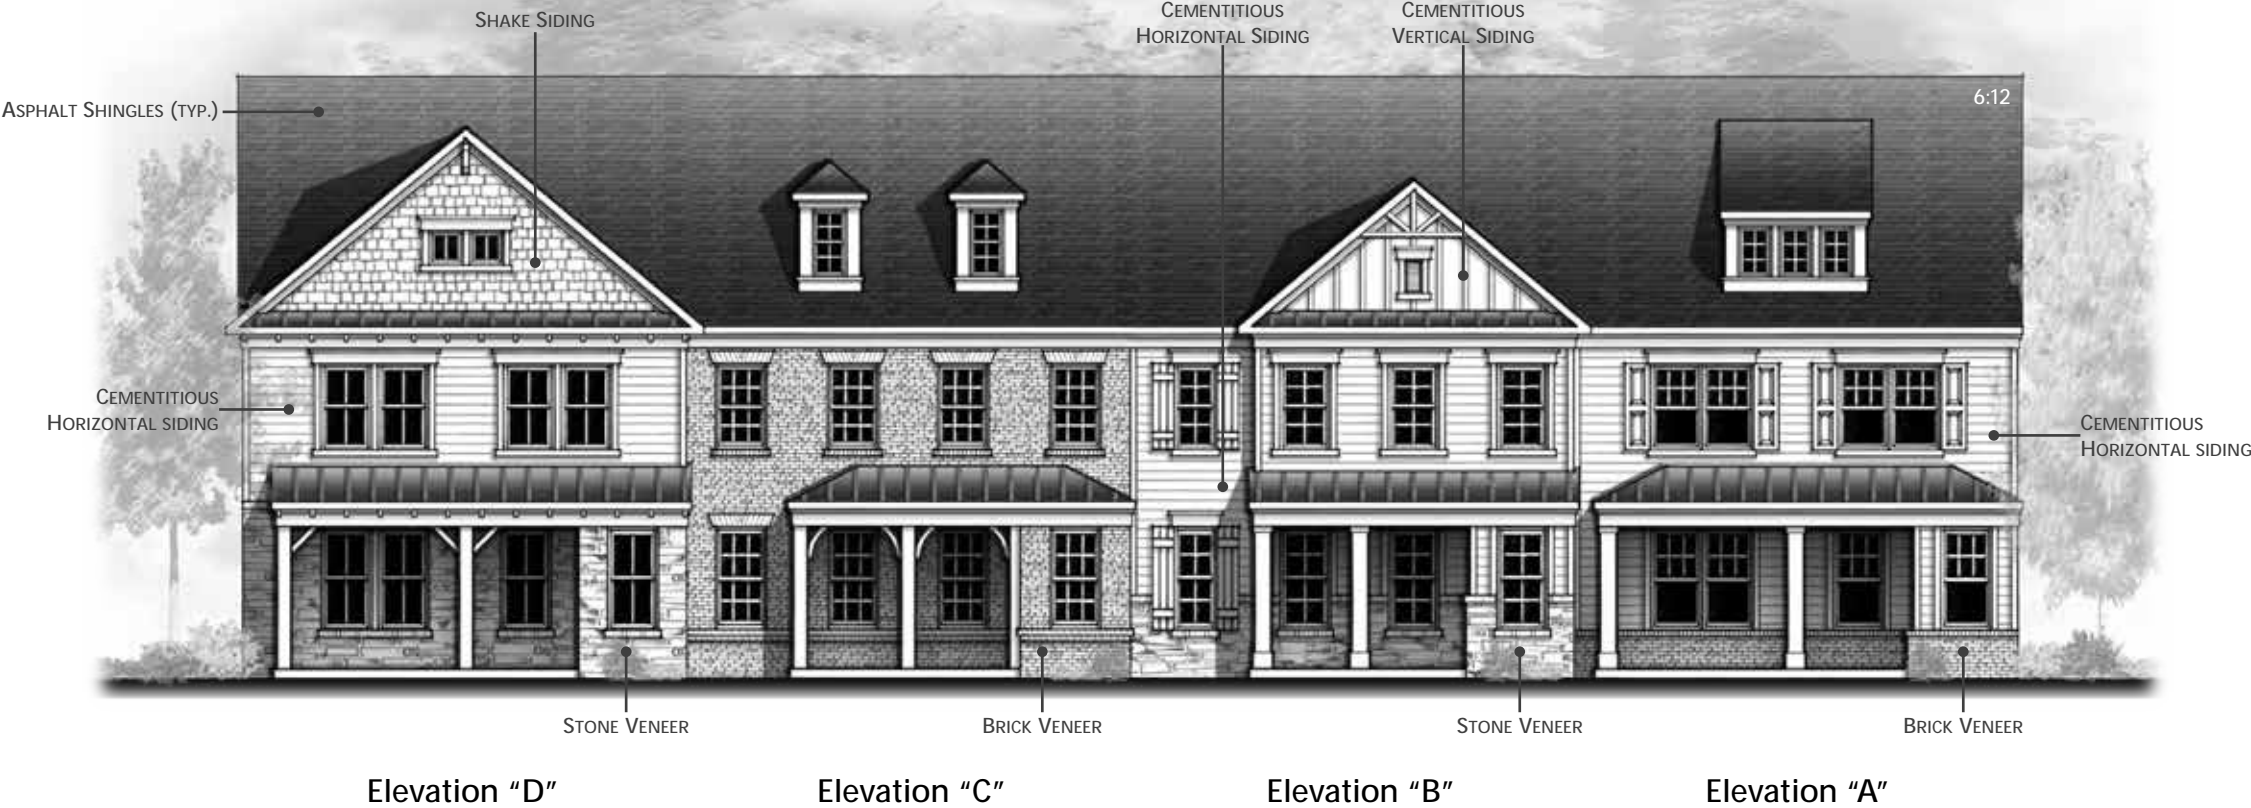 SHAKE SIDING
CEMENTITIOUS
HORIZONTAL SIDING
CEMENTITIOUS
VERTICAL SIDING
6:12
ASPHALT SHINGLES (TYP.)
CEMENTITIOUS
HORIZONTAL SIDING
CEMENTITIOUS
HORIZONTAL SIDING
STONE VENEER
BRICK VENEER
STONE VENEER
BRICK VENEER
Elevation “D”
Elevation “C”
Elevation “B”
Elevation “A”